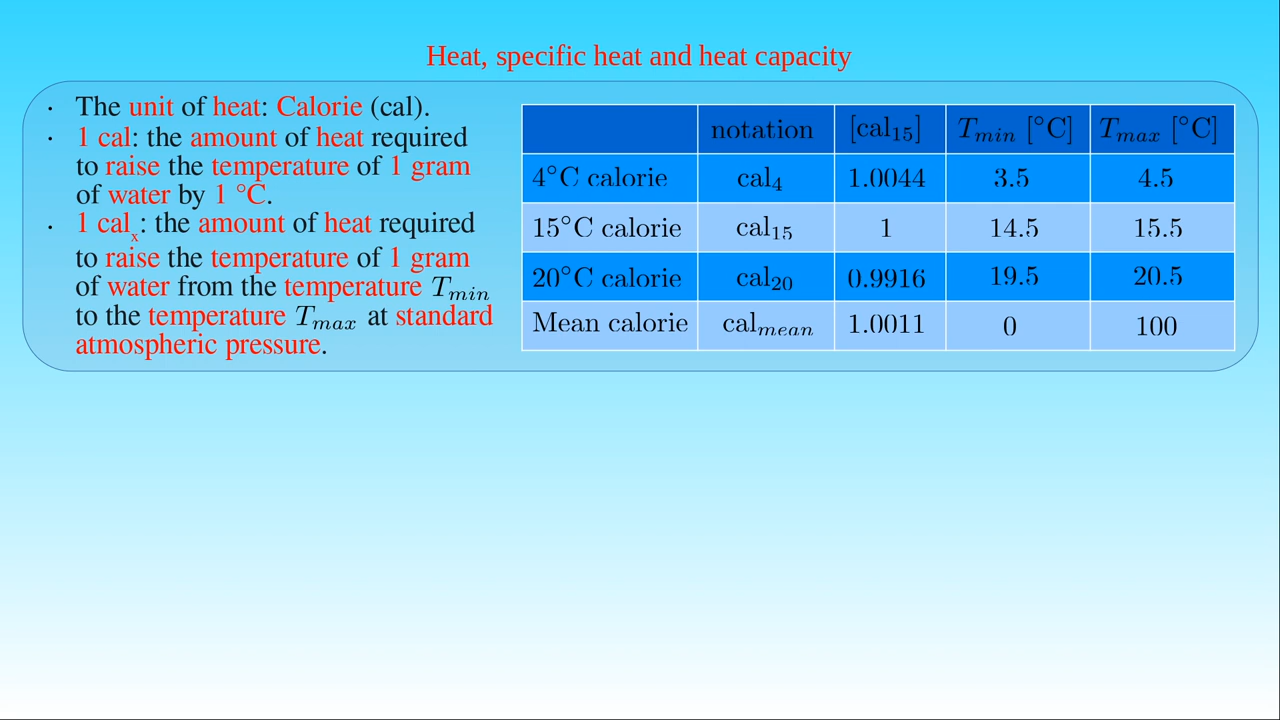 Heat, specific heat and heat capacity
· The unit of heat: Calorie (cal).
· 1 cal: the amount of heat required
to raise the temperature of 1 gram
of water by 1 °C.
· 1 calₓ: the amount of heat required
to raise the temperature of 1 gram
of water from the temperature T_min
to the temperature T_max at standard
atmospheric pressure.
notation [cal₁₅] T_min [°C] T_max [°C]
4°C calorie cal₄ 1.0044 3.5 4.5
15°C calorie cal₁₅ 1 14.5 15.5
20°C calorie cal₂₀ 0.9916 19.5 20.5
Mean calorie cal_mean 1.0011 0 100